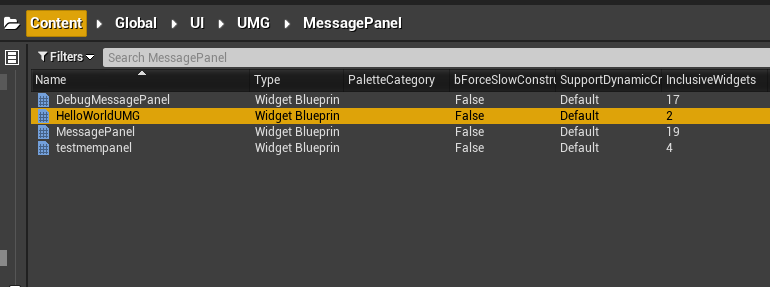 Content Global UI UMG MessagePanel
Filters Search MessagePanel
Name Type PaletteCategory bForceSlowConstru SupportDynamicCr InclusiveWidgets
DebugMessagePanel Widget Blueprin False Default 17
HelloWorldUMG Widget Blueprin False Default 2
MessagePanel Widget Blueprin False Default 19
testmempanel Widget Blueprin False Default 4